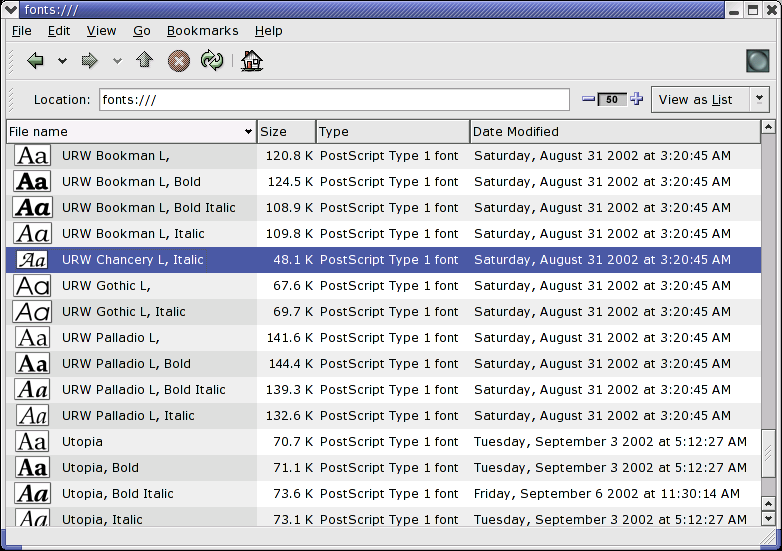 fonts:///
File Edit View Go Bookmarks Help
Location: fonts:/// 50 View as List
File name Size Type Date Modified
Aa URW Bookman L, 120.8 K PostScript Type 1 font Saturday, August 31 2002 at 3:20:45 AM
Aa URW Bookman L, Bold 124.5 K PostScript Type 1 font Saturday, August 31 2002 at 3:20:45 AM
Aa URW Bookman L, Bold Italic 108.9 K PostScript Type 1 font Saturday, August 31 2002 at 3:20:45 AM
Aa URW Bookman L, Italic 109.8 K PostScript Type 1 font Saturday, August 31 2002 at 3:20:45 AM
Aa URW Chancery L, Italic 48.1 K PostScript Type 1 font Saturday, August 31 2002 at 3:20:45 AM
Aa URW Gothic L, 67.6 K PostScript Type 1 font Saturday, August 31 2002 at 3:20:45 AM
Aa URW Gothic L, Italic 69.7 K PostScript Type 1 font Saturday, August 31 2002 at 3:20:45 AM
Aa URW Palladio L, 141.6 K PostScript Type 1 font Saturday, August 31 2002 at 3:20:45 AM
Aa URW Palladio L, Bold 144.4 K PostScript Type 1 font Saturday, August 31 2002 at 3:20:45 AM
Aa URW Palladio L, Bold Italic 139.3 K PostScript Type 1 font Saturday, August 31 2002 at 3:20:45 AM
Aa URW Palladio L, Italic 132.6 K PostScript Type 1 font Saturday, August 31 2002 at 3:20:45 AM
Aa Utopia 70.7 K PostScript Type 1 font Tuesday, September 3 2002 at 5:12:27 AM
Aa Utopia, Bold 71.1 K PostScript Type 1 font Tuesday, September 3 2002 at 5:12:27 AM
Aa Utopia, Bold Italic 73.6 K PostScript Type 1 font Friday, September 6 2002 at 11:30:14 AM
Aa Utopia, Italic 73.1 K PostScript Type 1 font Tuesday, September 3 2002 at 5:12:27 AM